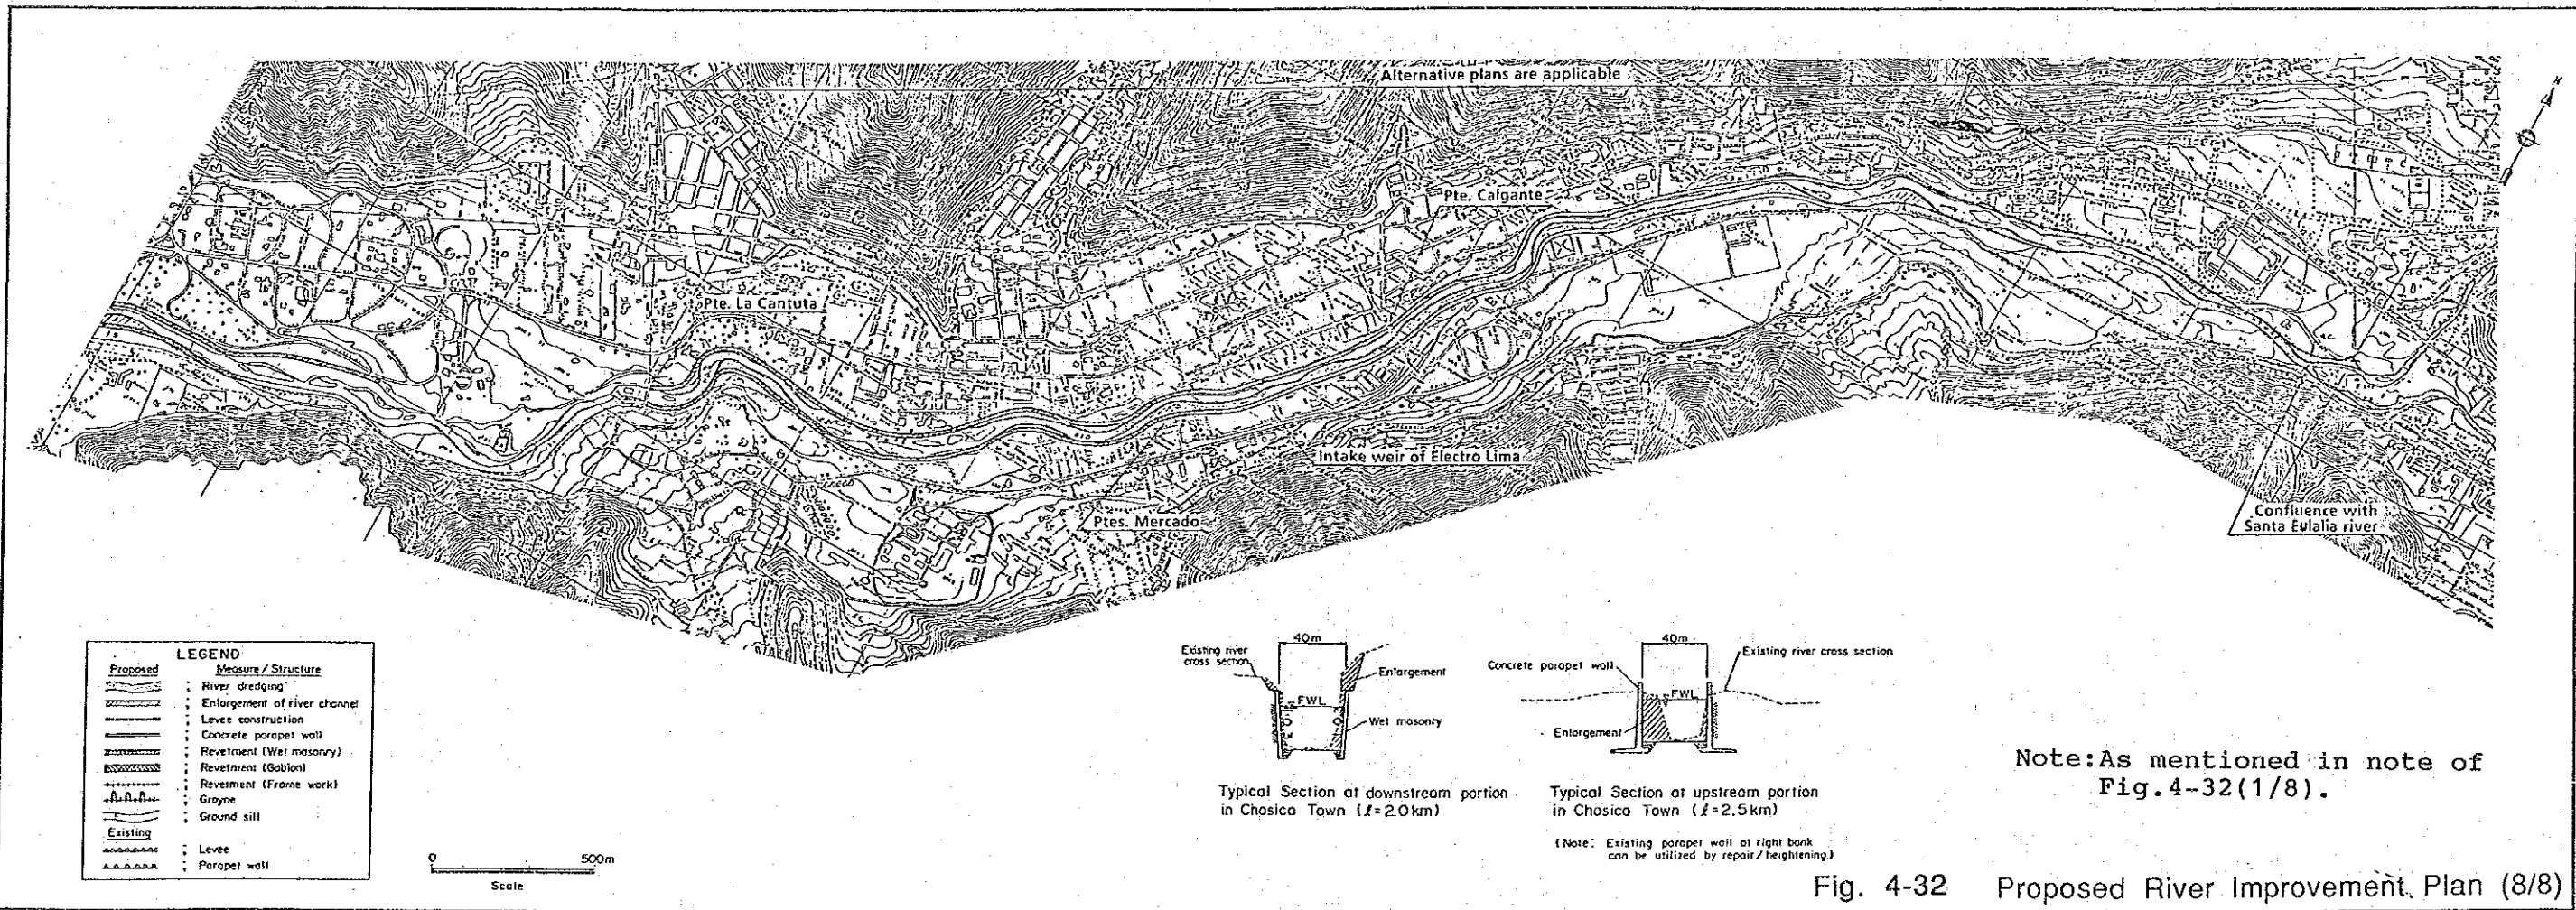 Alternative plans are applicable
N
Pte. Calgante
Pte. La Cantuta
Intake weir of Electro Lima
Ptes. Mercado
Confluence with
Santa Eulalia river
LEGEND
Proposed Measure / Structure
; River dredging
; Enlargement of river channel
; Levee construction
; Concrete parapet wall
; Revetment (Wet masonry)
; Revetment (Gabion)
; Revetment (Frame work)
; Groyne
; Ground sill
Existing
; Levee
; Parapet wall
0 500m
Scale
40m
Existing river
cross section
Enlargement
FWL
Wet masonry
Typical Section at downstream portion
in Chosica Town (ℓ=2.0km)
40m
Concrete parapet wall
Existing river cross section
FWL
Enlargement
Typical Section at upstream portion
in Chosica Town (ℓ=2.5km)
(Note: Existing parapet wall at right bank
can be utilized by repair/heightening)
Note:As mentioned in note of
Fig.4-32(1/8).
Fig. 4-32 Proposed River Improvement Plan (8/8)